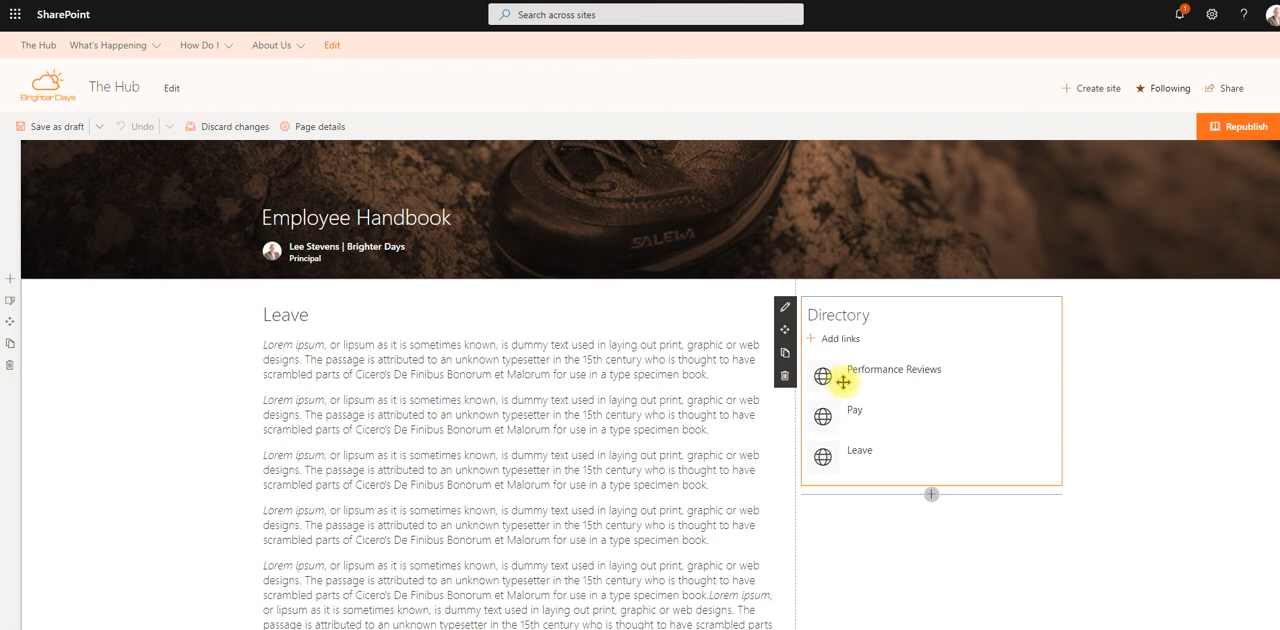 SharePoint
Search across sites
1
The Hub What's Happening How Do I About Us Edit
BrighterDays
The Hub Edit
Create site Following Share
Save as draft Undo Discard changes Page details Republish
SALEWA
Employee Handbook
Lee Stevens | Brighter Days
Principal
Leave
Lorem ipsum, or lipsum as it is sometimes known, is dummy text used in laying out print, graphic or web
designs. The passage is attributed to an unknown typesetter in the 15th century who is thought to have
scrambled parts of Cicero's De Finibus Bonorum et Malorum for use in a type specimen book.
Lorem ipsum, or lipsum as it is sometimes known, is dummy text used in laying out print, graphic or web
designs. The passage is attributed to an unknown typesetter in the 15th century who is thought to have
scrambled parts of Cicero's De Finibus Bonorum et Malorum for use in a type specimen book.
Lorem ipsum, or lipsum as it is sometimes known, is dummy text used in laying out print, graphic or web
designs. The passage is attributed to an unknown typesetter in the 15th century who is thought to have
scrambled parts of Cicero's De Finibus Bonorum et Malorum for use in a type specimen book.
Lorem ipsum, or lipsum as it is sometimes known, is dummy text used in laying out print, graphic or web
designs. The passage is attributed to an unknown typesetter in the 15th century who is thought to have
scrambled parts of Cicero's De Finibus Bonorum et Malorum for use in a type specimen book.
Lorem ipsum, or lipsum as it is sometimes known, is dummy text used in laying out print, graphic or web
designs. The passage is attributed to an unknown typesetter in the 15th century who is thought to have
scrambled parts of Cicero's De Finibus Bonorum et Malorum for use in a type specimen book.Lorem ipsum,
or lipsum as it is sometimes known, is dummy text used in laying out print, graphic or web designs. The
passage is attributed to an unknown typesetter in the 15th century who is thought to have scrambled parts
Directory
Add links
Performance Reviews
Pay
Leave